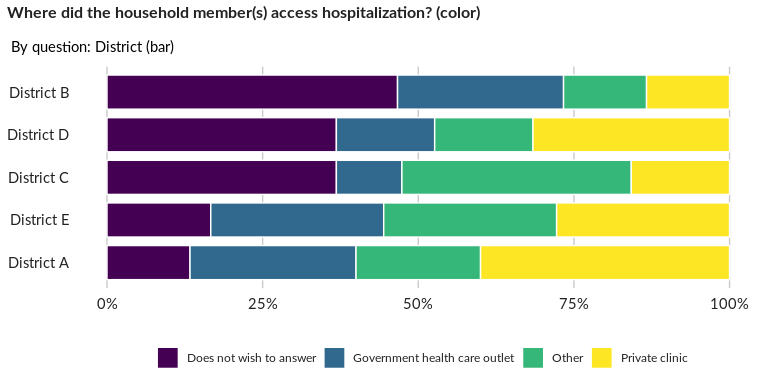 Where did the household member(s) access hospitalization? (color)
By question: District (bar)
District B
District D
District C
District E
District A
0% 25% 50% 75% 100%
Does not wish to answer Government health care outlet Other Private clinic